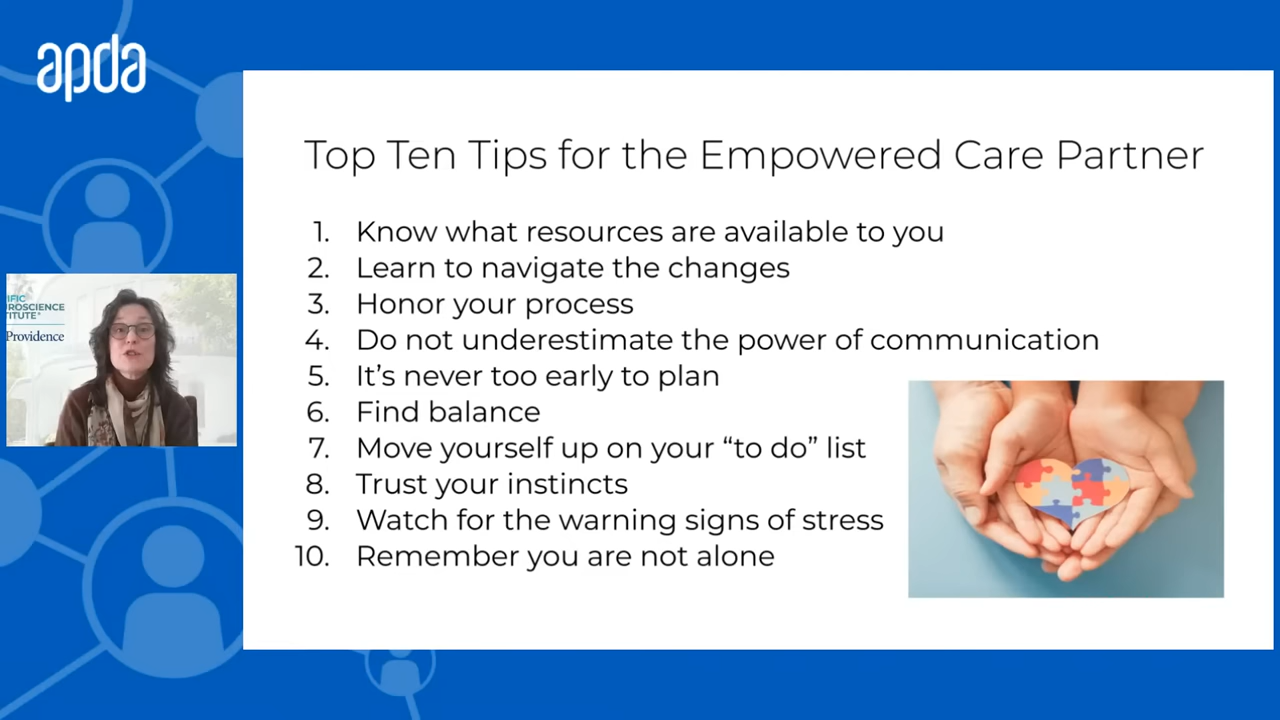 apda
IFIC
UROSCIENCE
TITUTE®
Providence
Top Ten Tips for the Empowered Care Partner
1. Know what resources are available to you
2. Learn to navigate the changes
3. Honor your process
4. Do not underestimate the power of communication
5. It’s never too early to plan
6. Find balance
7. Move yourself up on your “to do” list
8. Trust your instincts
9. Watch for the warning signs of stress
10. Remember you are not alone